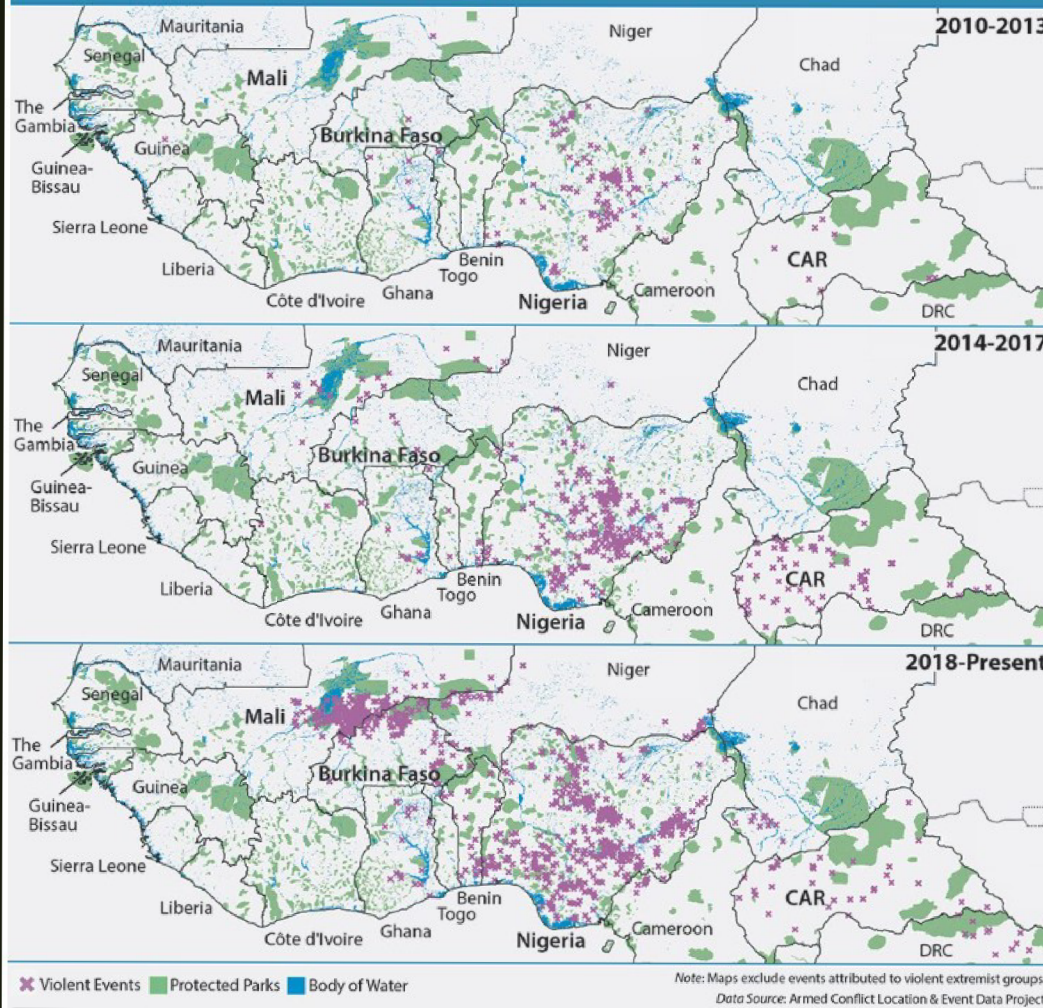 2010-2013
Mauritania
Niger
Senegal
Chad
Mali
The
Gambia
Burkina Faso
Guinea
Guinea-
Bissau
Sierra Leone
CAR
Benin
Liberia
Togo
Côte d'Ivoire
Ghana
Nigeria
Cameroon
DRC
2014-2017
Mauritania
Niger
Senegal
Chad
Mali
The
Gambia
Burkina Faso
Guinea
Guinea-
Bissau
Sierra Leone
CAR
Benin
Liberia
Togo
Côte d'Ivoire
Ghana
Nigeria
Cameroon
DRC
2018-Present
Mauritania
Niger
Senegal
Chad
Mali
The
Gambia
Burkina Faso
Guinea
Guinea-
Bissau
Sierra Leone
CAR
Benin
Liberia
Togo
Côte d'Ivoire
Ghana
Nigeria
Cameroon
DRC
Violent Events Protected Parks Body of Water
Note: Maps exclude events attributed to violent extremist groups
Data Source: Armed Conflict Location & Event Data Project